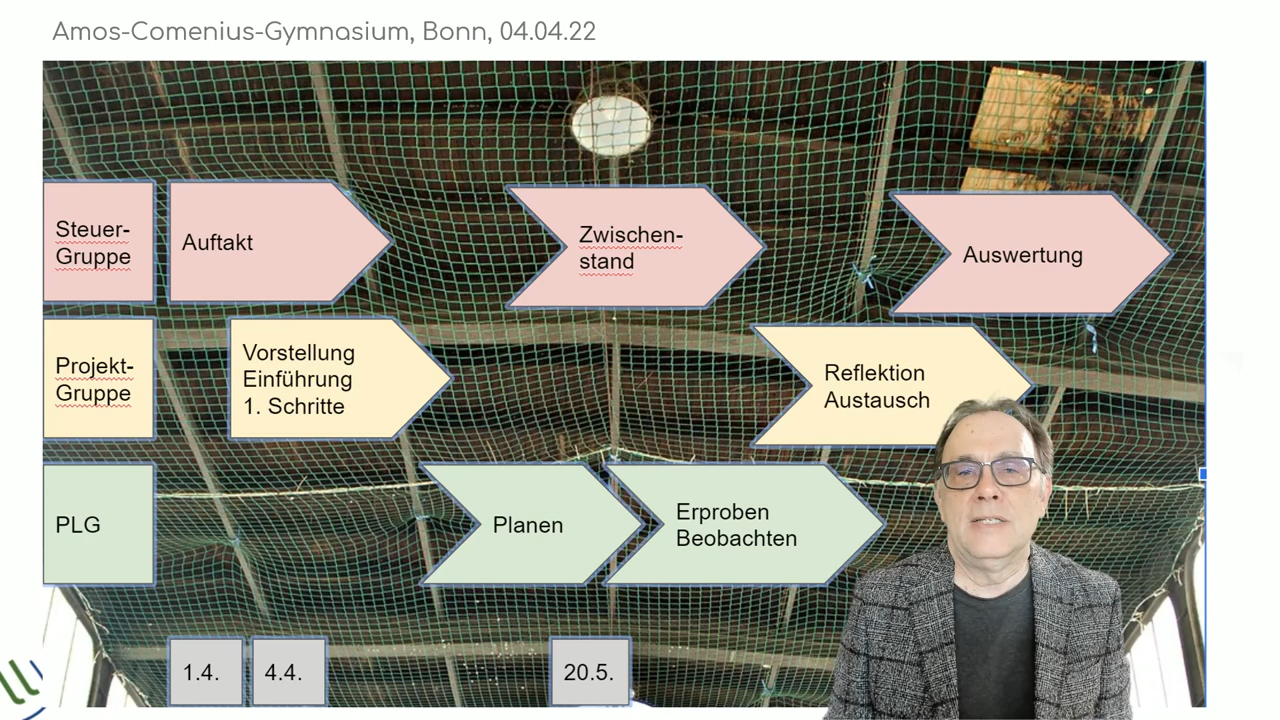 Amos-Comenius-Gymnasium, Bonn, 04.04.22
Steuer-
Gruppe
Auftakt
Zwischen-
stand
Auswertung
Projekt-
Gruppe
Vorstellung
Einführung
1. Schritte
Reflektion
Austausch
PLG
Planen
Erproben
Beobachten
1.4.
4.4.
20.5.